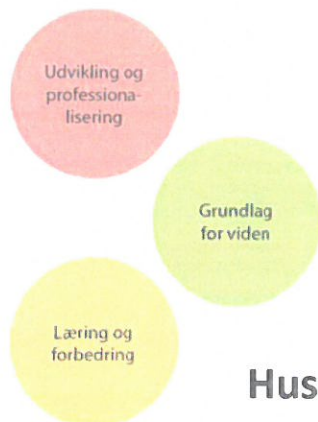 Udvikling og
professiona-
lisering
Grundlag
for viden
Læring og
forbedring
Hus